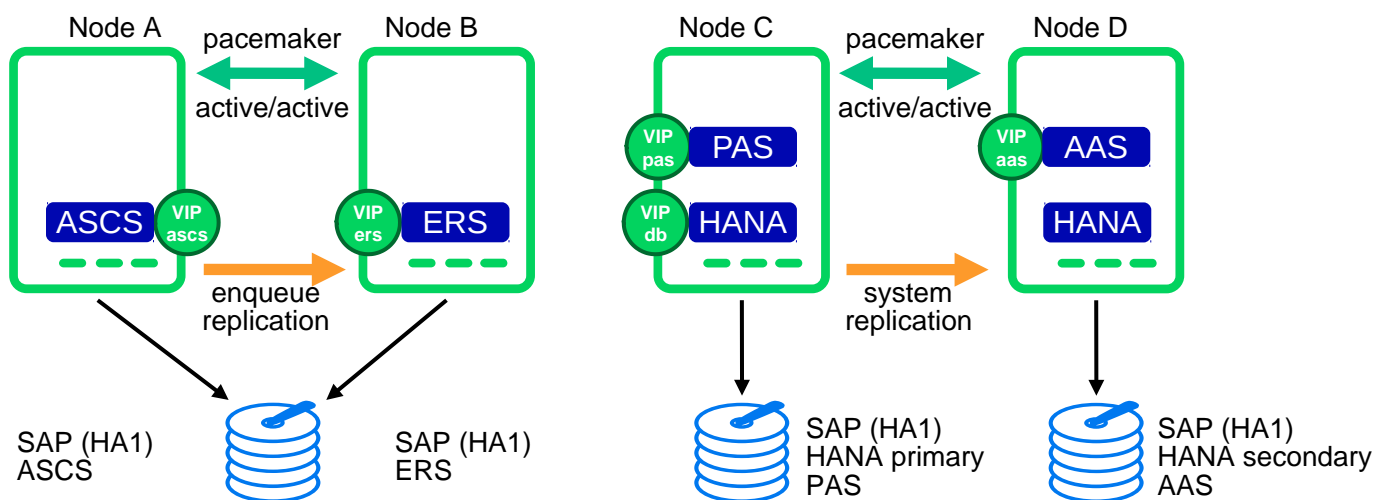 Node A
Node B
Node C
Node D
pacemaker
active/active
pacemaker
active/active
VIP
pas
PAS
VIP
aas
AAS
ASCS
VIP
ascs
VIP
ers
ERS
VIP
db
HANA
HANA
enqueue
replication
system
replication
SAP (HA1)
ASCS
SAP (HA1)
ERS
SAP (HA1)
HANA primary
PAS
SAP (HA1)
HANA secondary
AAS